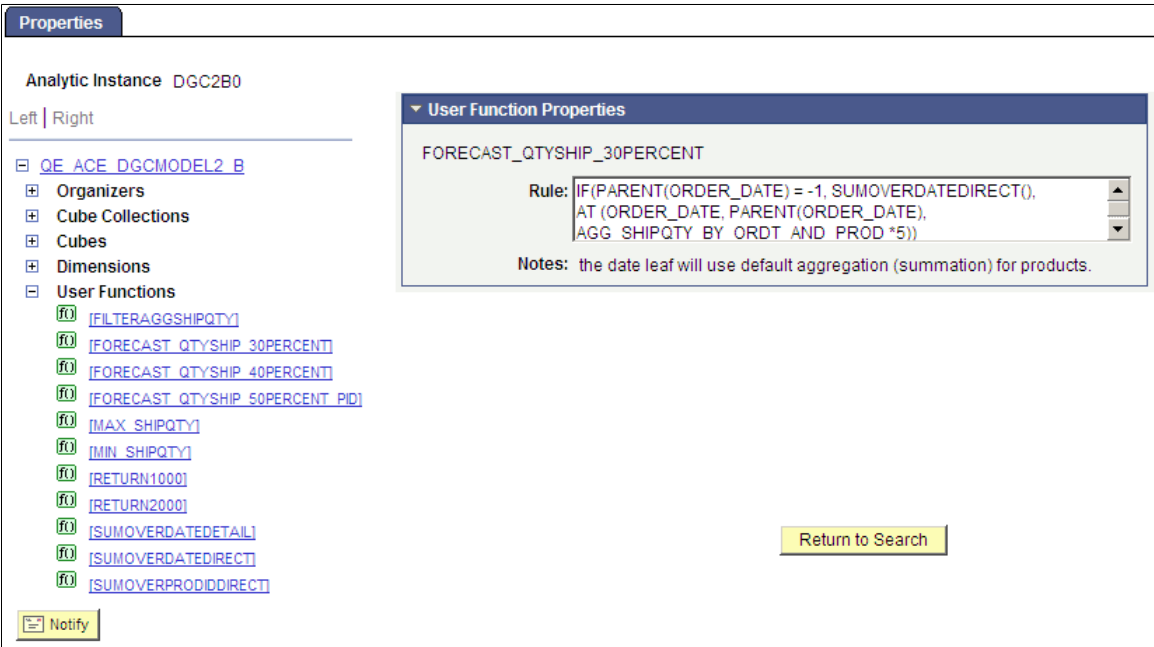 Properties
Analytic Instance DGC2B0
Left | Right
QE_ACE_DGCMODEL2_B
Organizers
Cube Collections
Cubes
Dimensions
User Functions
f() [FILTERAGGSHIPQTY]
f() [FORECAST_QTYSHIP_30PERCENT]
f() [FORECAST_QTYSHIP_40PERCENT]
f() [FORECAST_QTYSHIP_50PERCENT_PID]
f() [MAX_SHIPQTY]
f() [MIN_SHIPQTY]
f() [RETURN1000]
f() [RETURN2000]
f() [SUMOVERDATEDETAIL]
f() [SUMOVERDATEDIRECT]
f() [SUMOVERPRODIDDIRECT]
Notify
User Function Properties
FORECAST_QTYSHIP_30PERCENT
Rule: IF(PARENT(ORDER_DATE) = -1, SUMOVERDATEDIRECT(),
AT (ORDER_DATE, PARENT(ORDER_DATE),
AGG_SHIPQTY_BY_ORDT_AND_PROD *5))
Notes: the date leaf will use default aggregation (summation) for products.
Return to Search